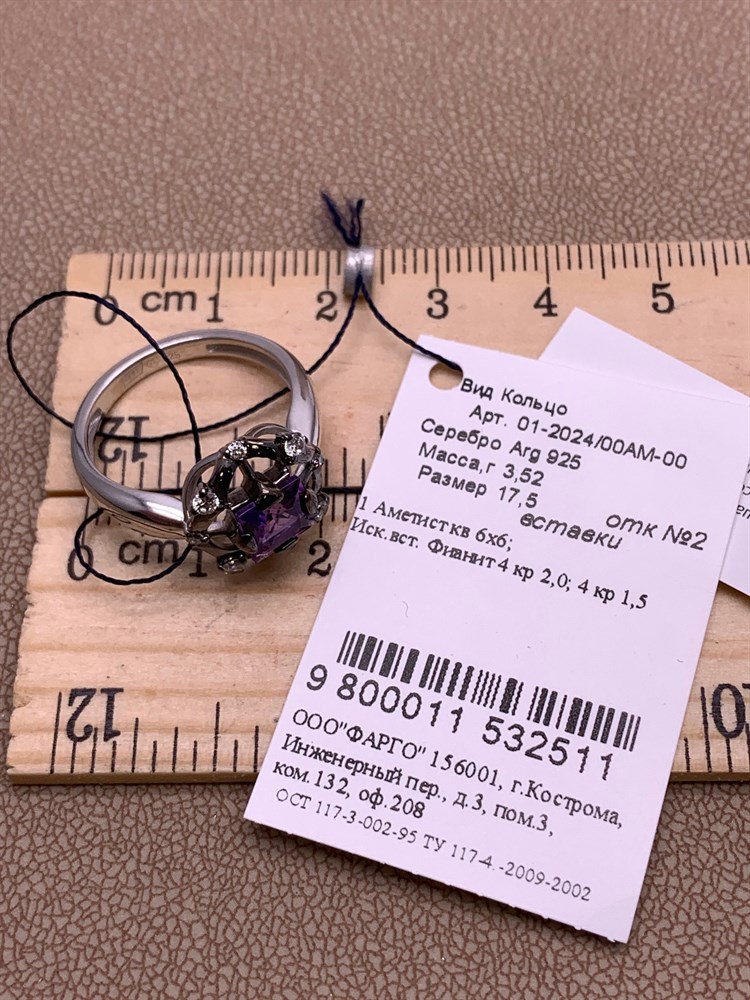 0 cm 1 2 3 4 5
12
0 cm 1 2
12
10
Вид Кольцо
Арт. 01-2024/00АМ-00
Серебро Arg 925
Масса,г 3,52
Размер 17,5
вставки отк №2
1 Аметист кв 6х6;
Иск.вст. Фианит 4 кр 2,0; 4 кр 1,5
9 800011 532511
ООО"ФАРГО" 156001, г.Кострома,
Инженерный пер., д.3, пом.3,
ком.132, оф.208
ОСТ 117-3-002-95 ТУ 117-4.-2009-2002